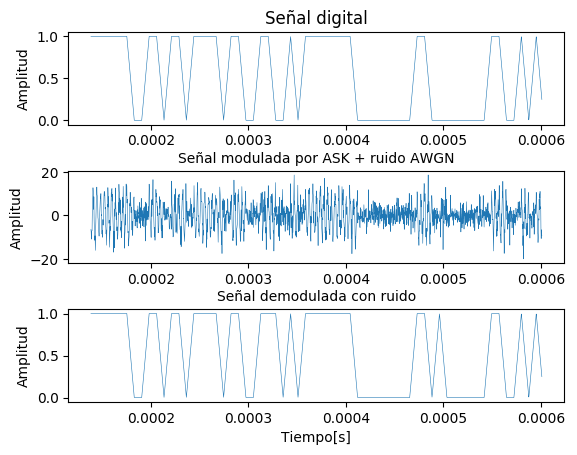 Señal digital
Amplitud
1.0
0.5
0.0
0.0002 0.0003 0.0004 0.0005 0.0006
Señal modulada por ASK + ruido AWGN
Amplitud
20
0
−20
0.0002 0.0003 0.0004 0.0005 0.0006
Señal demodulada con ruido
Amplitud
1.0
0.5
0.0
0.0002 0.0003 0.0004 0.0005 0.0006
Tiempo[s]